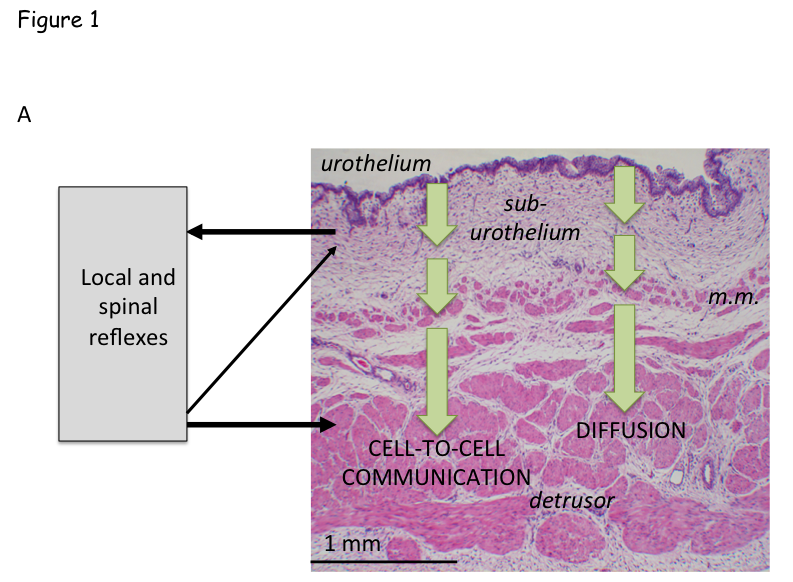 Figure 1
A
urothelium
sub-
urothelium
Local and
spinal
reflexes
m.m.
CELL-TO-CELL
COMMUNICATION
DIFFUSION
detrusor
1 mm